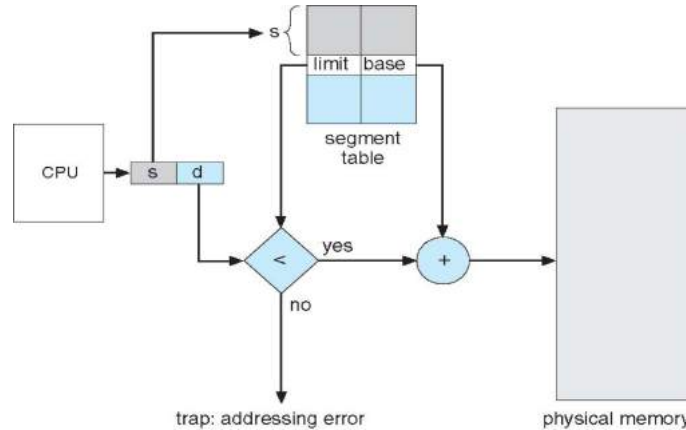 s
limit base
segment
table
CPU
s d
<
yes
+
no
trap: addressing error
physical memory